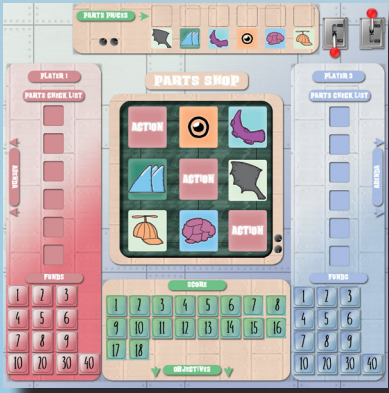 PARTS PRICES
PLAYER 1
PARTS CHECK LIST
AGENDA
FUNDS
1 2 3
4 5 6
7 8 9
10 20 30 40
PARTS SHOP
ACTION
ACTION
ACTION
SCORE
1 2 3 4 5 6 7 8
9 10 11 12 13 14 15 16
17 18
OBJECTIVES
PLAYER 2
PARTS CHECK LIST
AGENDA
FUNDS
1 2 3
4 5 6
7 8 9
10 20 30 40